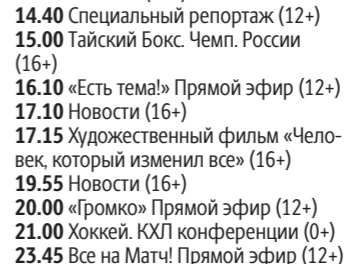 14.40 Специальный репортаж (12+)
15.00 Тайский Бокс. Чемп. России
(16+)
16.10 «Есть тема!» Прямой эфир (12+)
17.10 Новости (16+)
17.15 Художественный фильм «Чело-
век, который изменил все» (16+)
19.55 Новости (16+)
20.00 «Громко» Прямой эфир (12+)
21.00 Хоккей. КХЛ конференции (0+)
23.45 Все на Матч! Прямой эфир (12+)